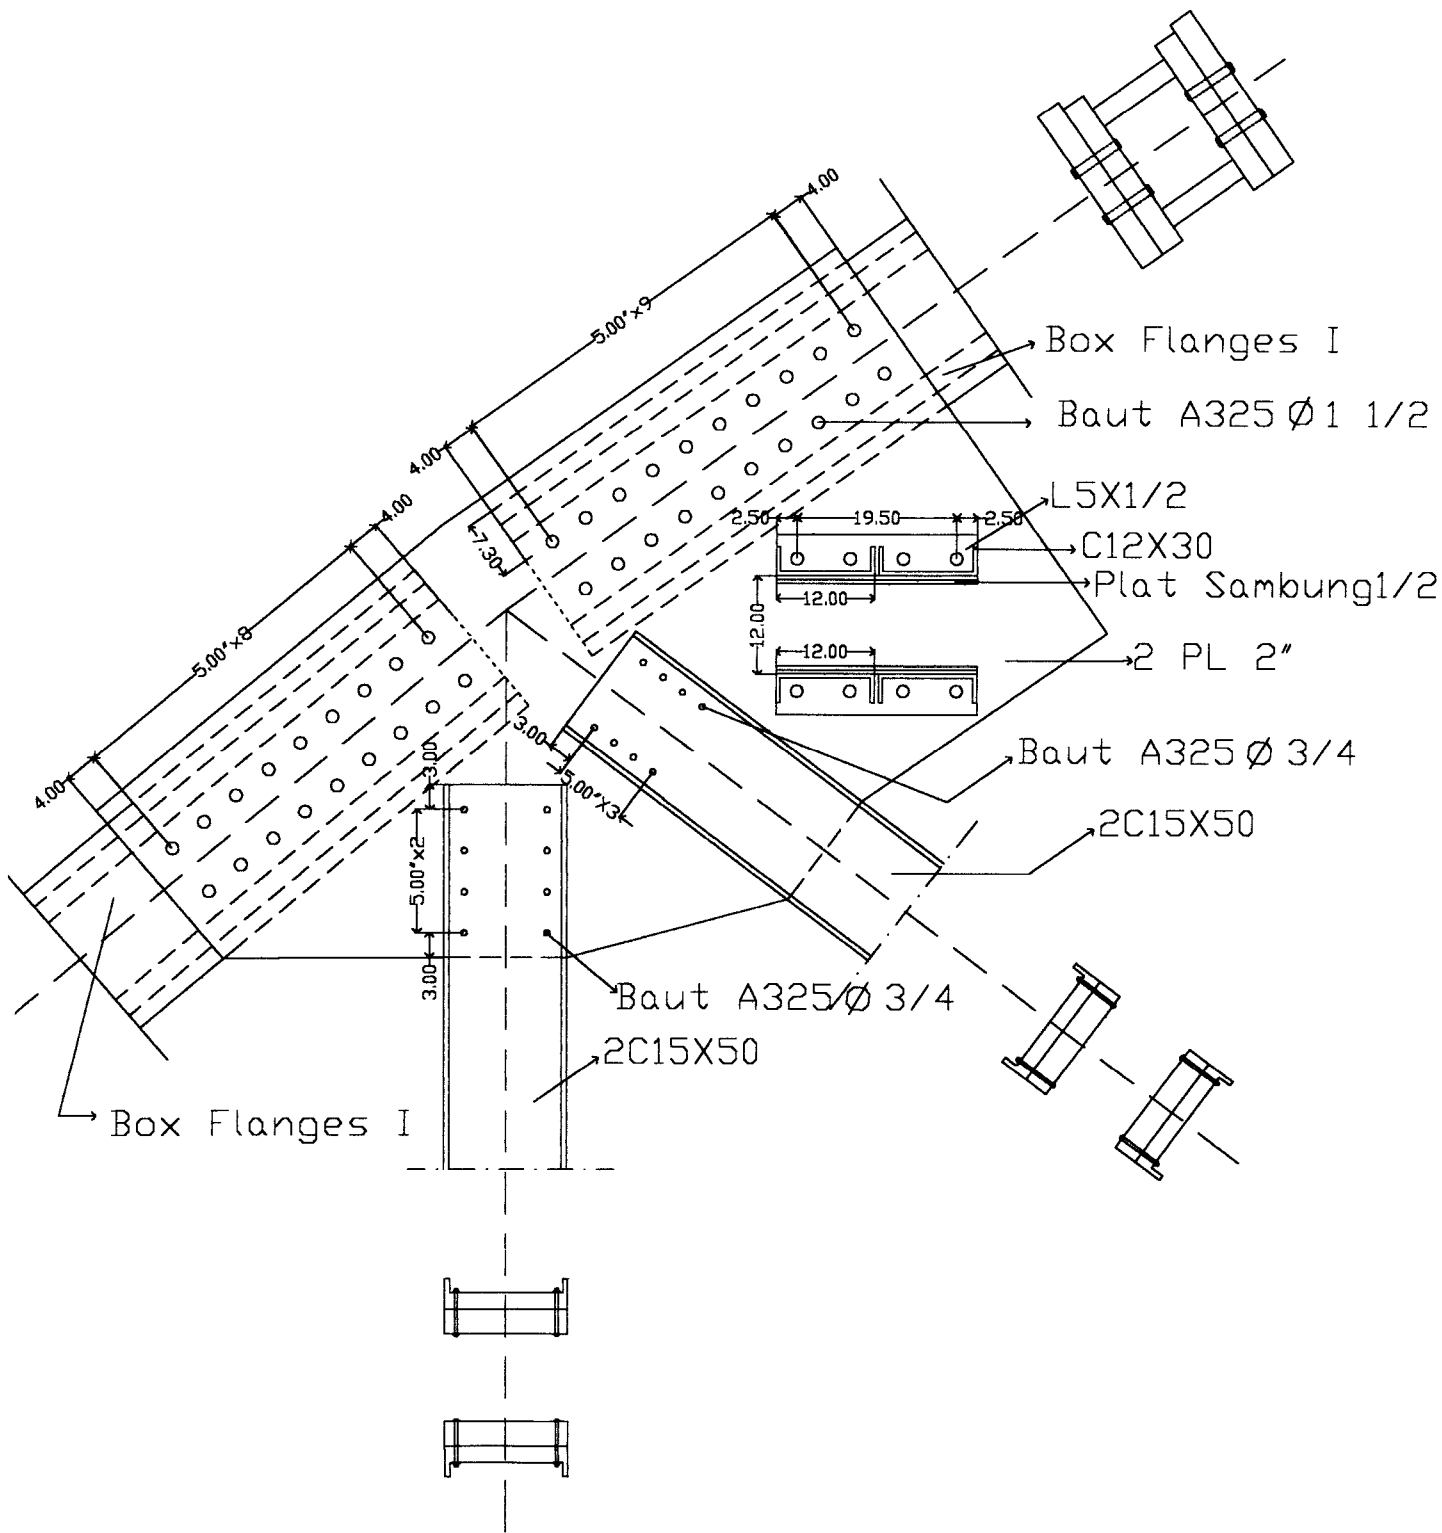 4.00
5.00"x9
Box Flanges I
Baut A325 Ø 1 1/2
4.00
L5X1/2
2.50
19.50
2.50
4.00
7.30
C12X30
Plat Sambung1/2
12.00
12.00
5.00"x8
12.00
2 PL 2"
3.00
3.00
Baut A325 Ø 3/4
4.00
5.00"X3
2C15X50
5.00"x2
3.00
Baut A325 Ø 3/4
2C15X50
Box Flanges I